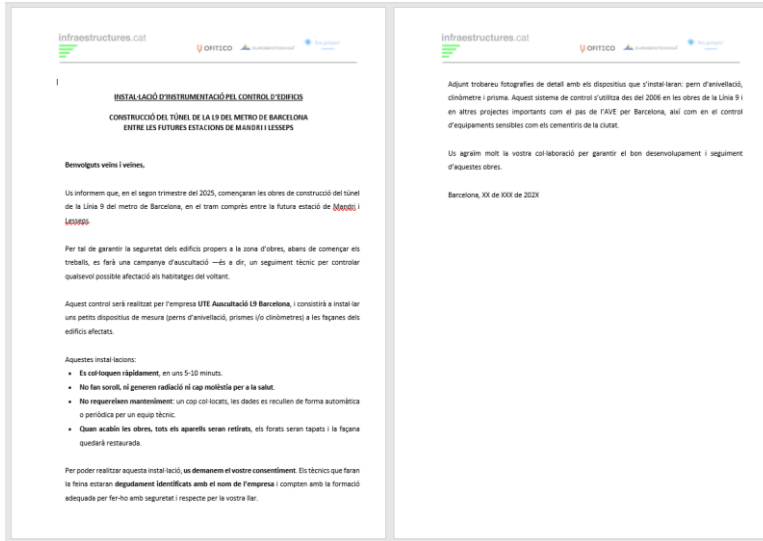 infraestructures.cat
OFITECO
INSTAL·LACIÓ D'INSTRUMENTACIÓ PEL CONTROL D'EDIFICIS
CONSTRUCCIÓ DEL TÚNEL DE LA L9 DEL METRO DE BARCELONA
ENTRE LES FUTURES ESTACIONS DE MANDRI I LESSEPS
Benvolguts veïns i veïnes,
Us informem que, en el segon trimestre del 2025, començaran les obres de construcció del túnel
de la Línia 9 del metro de Barcelona, en el tram comprès entre la futura estació de Mandri i
Lesseps.
Per tal de garantir la seguretat dels edificis propers a la zona d'obres, abans de començar els
treballs, es farà una campanya d'auscultació —és a dir, un seguiment tècnic per controlar
qualsevol possible afectació als habitatges del voltant.
Aquest control serà realitzat per l'empresa UTE Auscultació L9 Barcelona, i consistirà a instal·lar
uns petits dispositius de mesura (perns d'anivellació, prismes i/o clinòmetres) a les façanes dels
edificis afectats.
Aquestes instal·lacions:
• Es col·loquen ràpidament, en uns 5-10 minuts.
• No fan soroll, ni generen radiació ni cap molèstia per a la salut.
• No requereixen manteniment: un cop col·locats, les dades es recullen de forma automàtica
o periòdica per un equip tècnic.
• Quan acabin les obres, tots els aparells seran retirats, els forats seran tapats i la façana
quedarà restaurada.
Per poder realitzar aquesta instal·lació, us demanem el vostre consentiment. Els tècnics que faran
la feina estaran degudament identificats amb el nom de l'empresa i compten amb la formació
adequada per fer-ho amb seguretat i respecte per la vostra llar.
infraestructures.cat
OFITECO
Adjunt trobareu fotografies de detall amb els dispositius que s'instal·laran: pern d'anivellació,
clinòmetre i prisma. Aquest sistema de control s'utilitza des del 2006 en les obres de la Línia 9 i
en altres projectes importants com el pas de l'AVE per Barcelona, així com en el control
d'equipaments sensibles com els cementiris de la ciutat.
Us agraïm molt la vostra col·laboració per garantir el bon desenvolupament i seguiment
d'aquestes obres.
Barcelona, XX de XXX de 202X